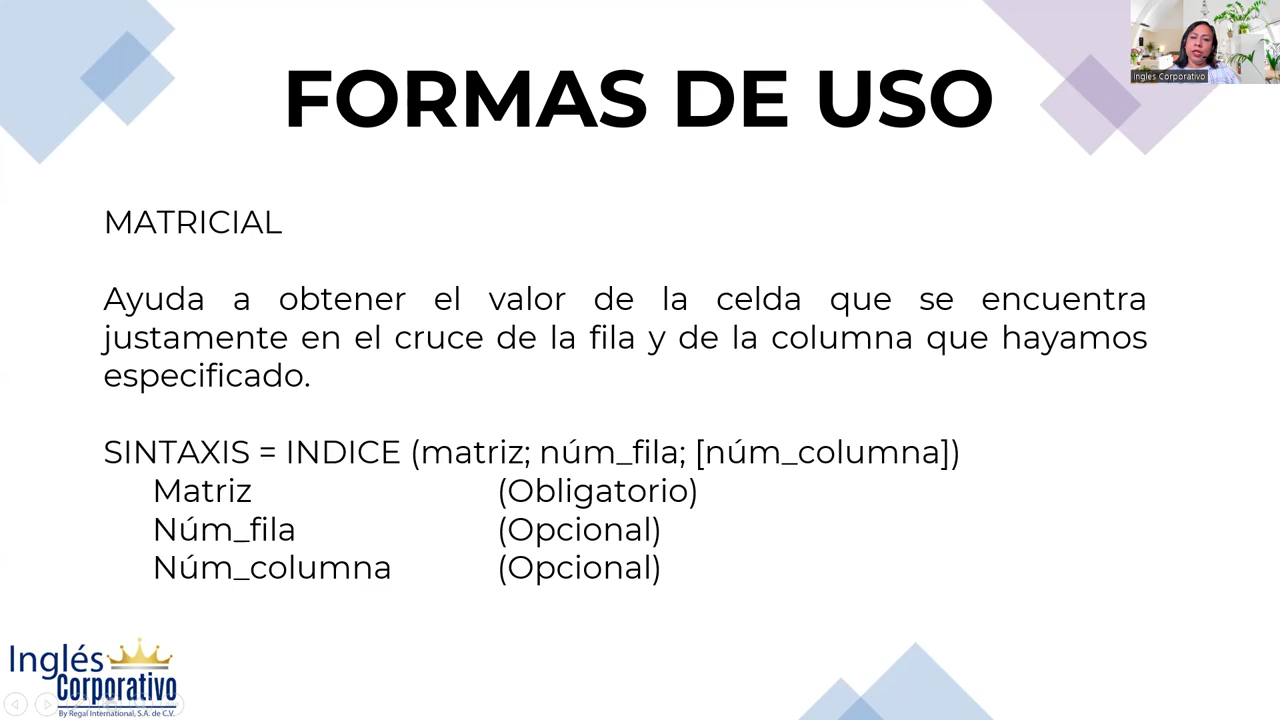 Ingles Corporativo
FORMAS DE USO
MATRICIAL
Ayuda a obtener el valor de la celda que se encuentra
justamente en el cruce de la fila y de la columna que hayamos
especificado.
SINTAXIS = INDICE (matriz; núm_fila; [núm_columna])
Matriz (Obligatorio)
Núm_fila (Opcional)
Núm_columna (Opcional)
Inglés
Corporativo
By Regal International, S.A. de C.V.